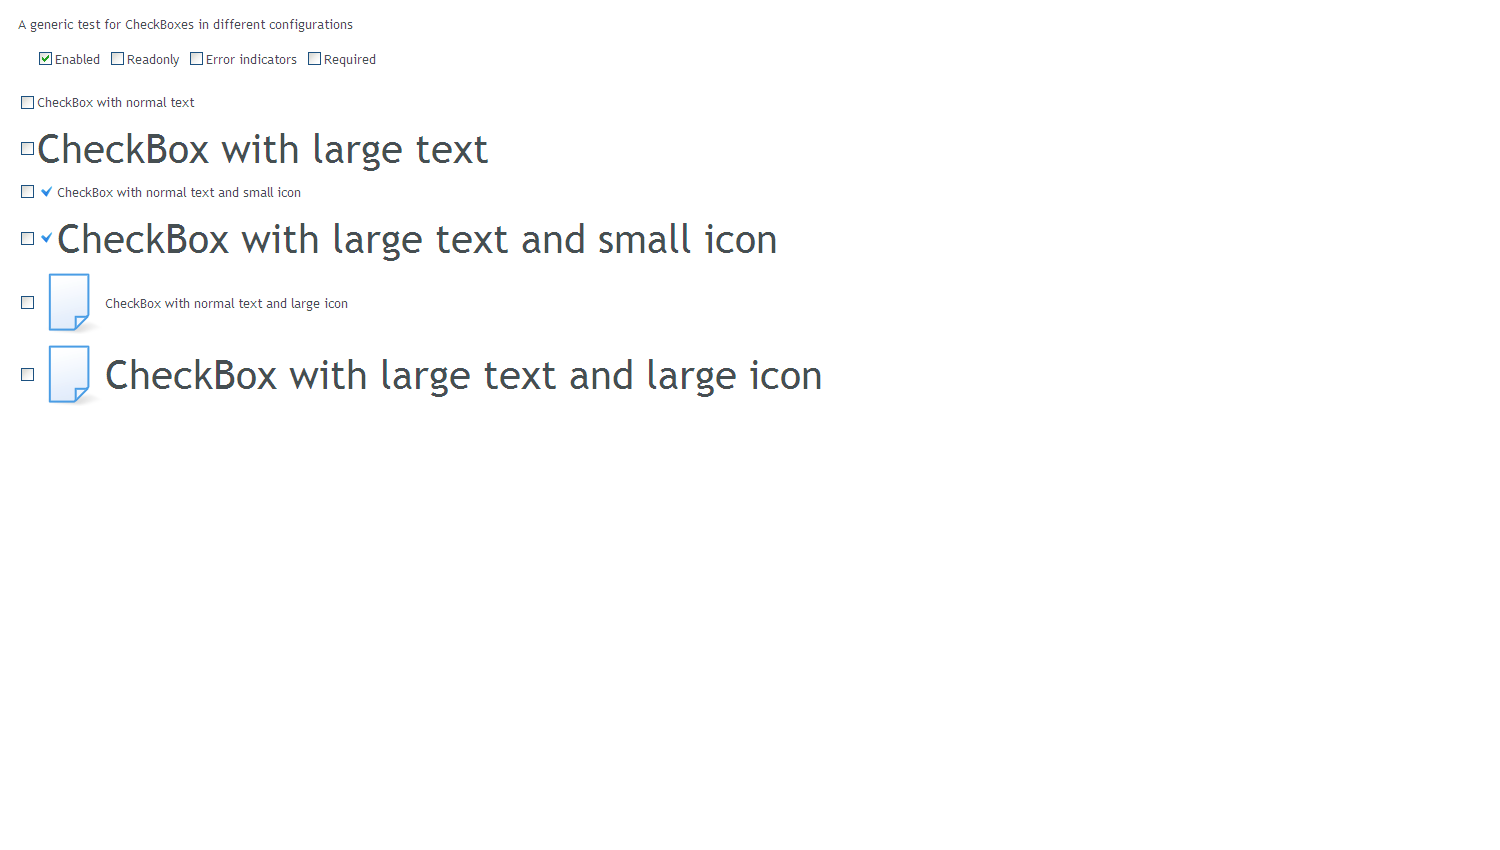 A generic test for CheckBoxes in different configurations
Enabled Readonly Error indicators Required
CheckBox with normal text
CheckBox with large text
CheckBox with normal text and small icon
CheckBox with large text and small icon
CheckBox with normal text and large icon
CheckBox with large text and large icon